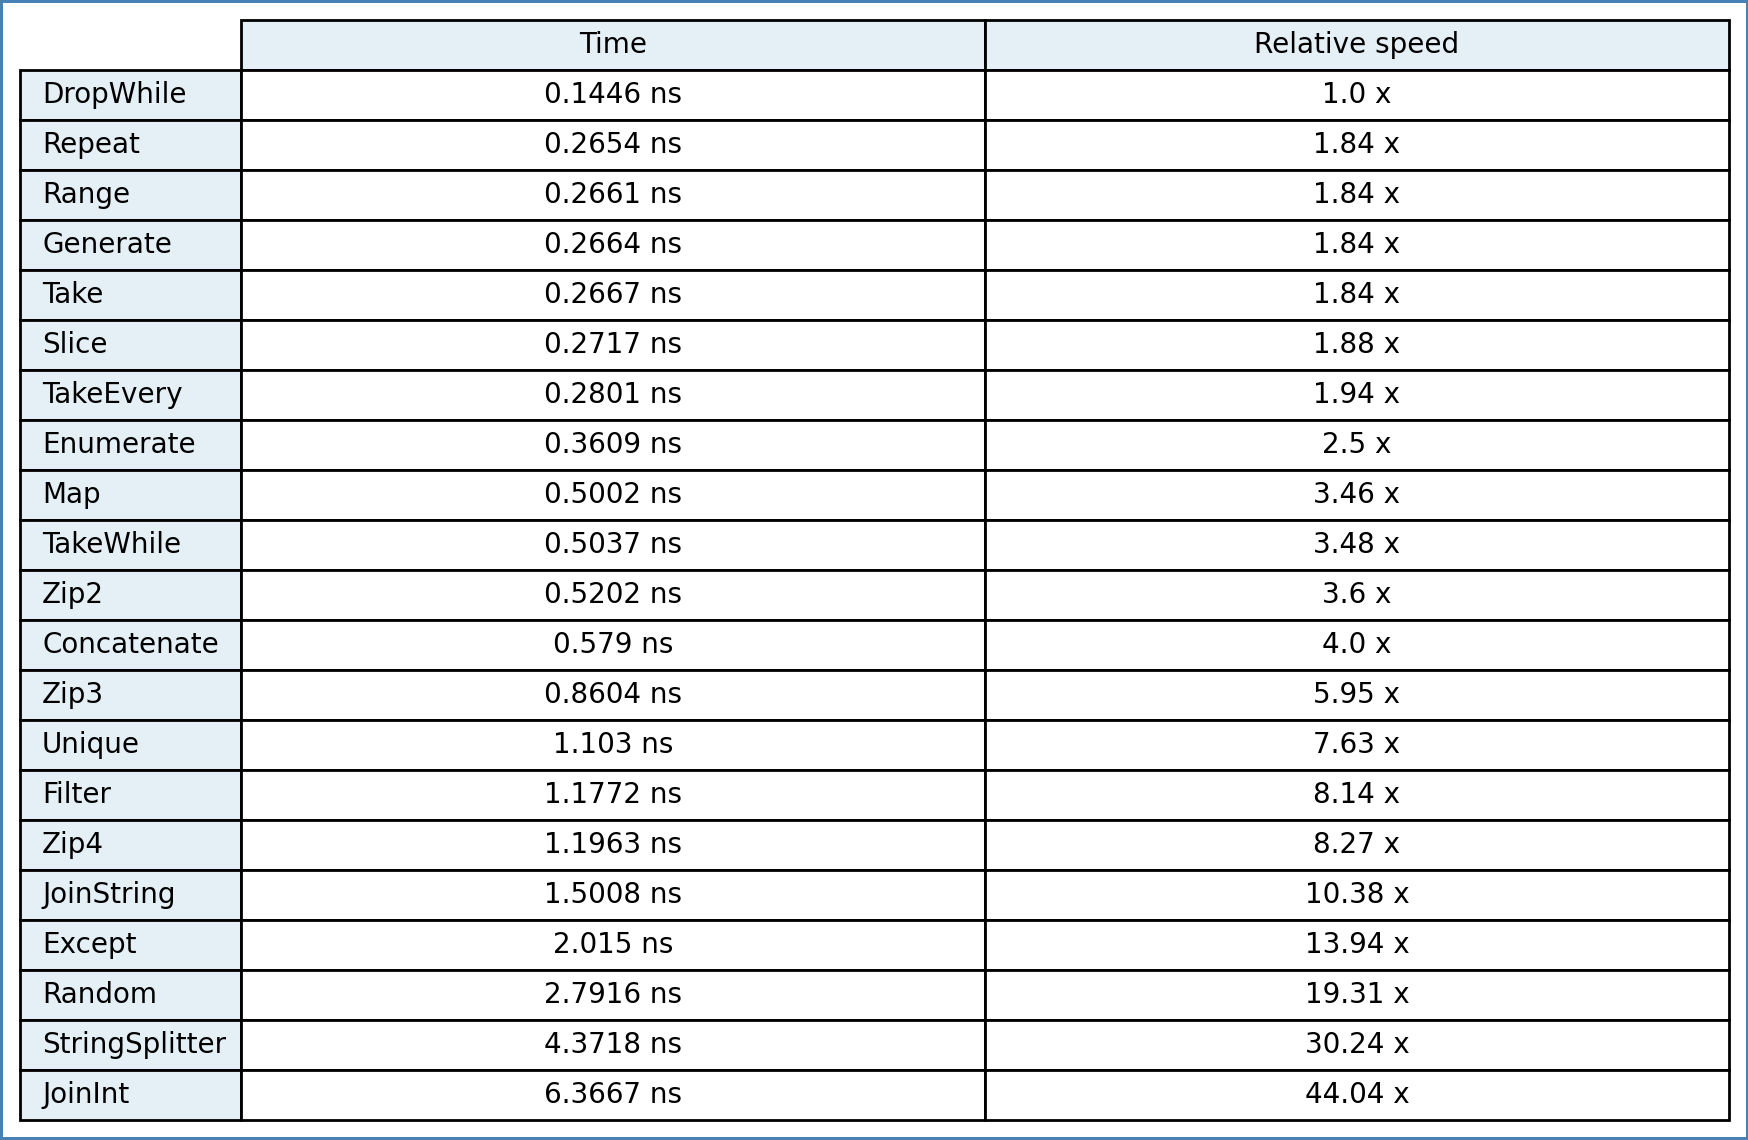 Time Relative speed
DropWhile 0.1446 ns 1.0 x
Repeat 0.2654 ns 1.84 x
Range 0.2661 ns 1.84 x
Generate 0.2664 ns 1.84 x
Take 0.2667 ns 1.84 x
Slice 0.2717 ns 1.88 x
TakeEvery 0.2801 ns 1.94 x
Enumerate 0.3609 ns 2.5 x
Map 0.5002 ns 3.46 x
TakeWhile 0.5037 ns 3.48 x
Zip2 0.5202 ns 3.6 x
Concatenate 0.579 ns 4.0 x
Zip3 0.8604 ns 5.95 x
Unique 1.103 ns 7.63 x
Filter 1.1772 ns 8.14 x
Zip4 1.1963 ns 8.27 x
JoinString 1.5008 ns 10.38 x
Except 2.015 ns 13.94 x
Random 2.7916 ns 19.31 x
StringSplitter 4.3718 ns 30.24 x
JoinInt 6.3667 ns 44.04 x